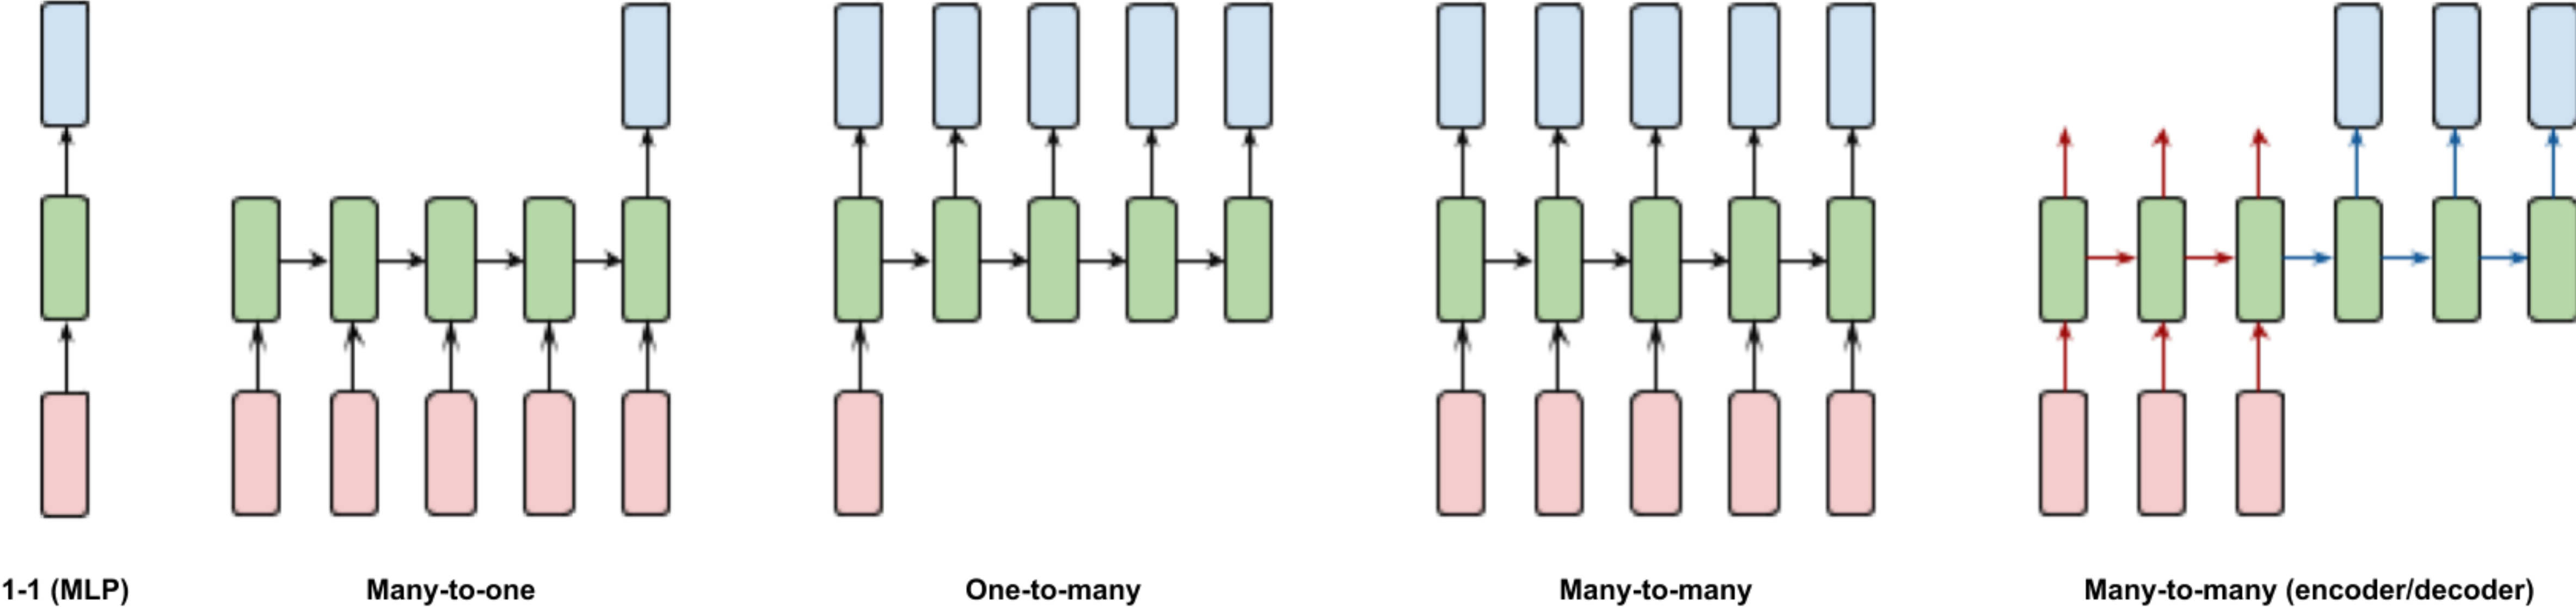 1-1 (MLP)
Many-to-one
One-to-many
Many-to-many
Many-to-many (encoder/decoder)